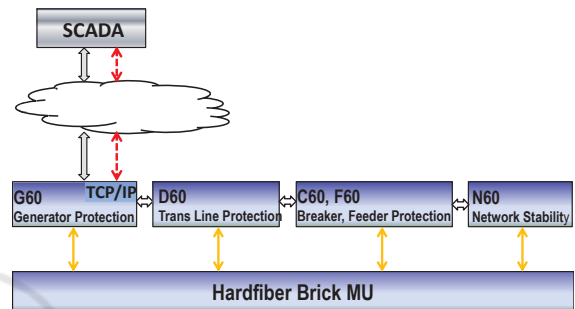 SCADA
TCP/IP
G60
Generator Protection
D60
Trans Line Protection
C60, F60
Breaker, Feeder Protection
N60
Network Stability
Hardfiber Brick MU